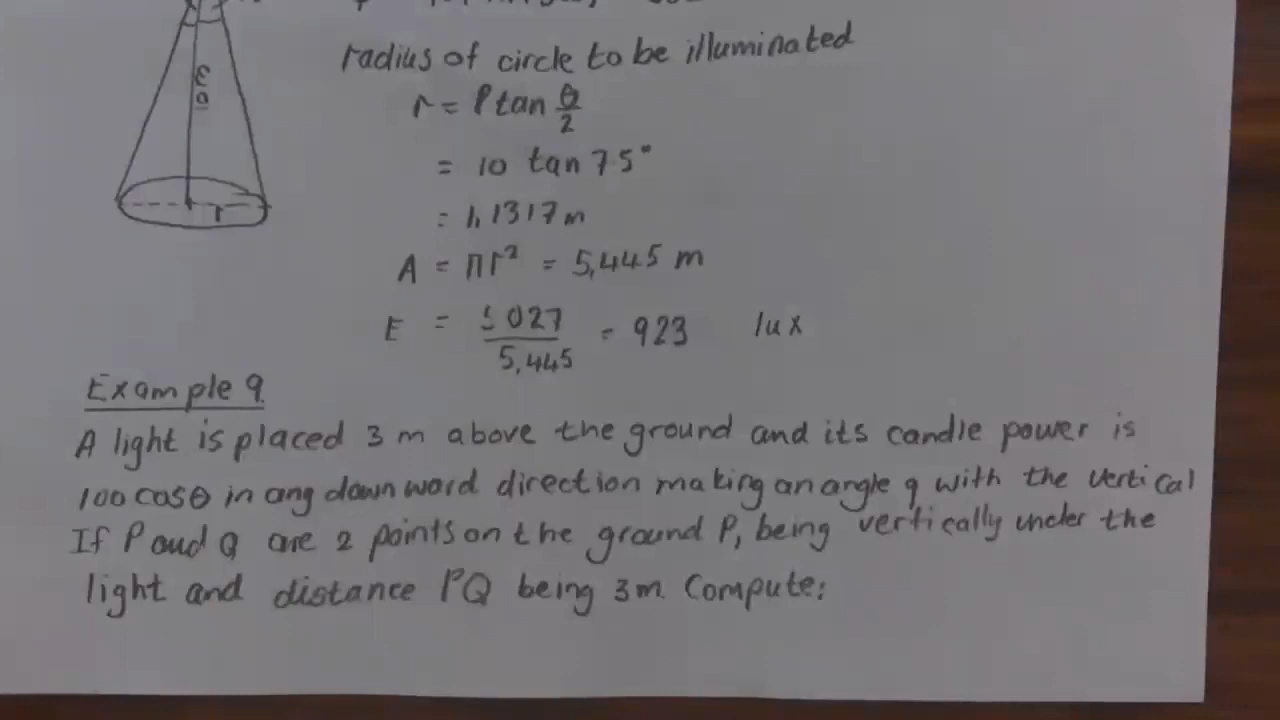 radius of circle to be illuminated
r = l tan θ/2
= 10 tan 7.5°
= 1,1317 m
A = πr² = 5,445 m
E = 5027/5,445 = 923 lux
10
r
Example 9
A light is placed 3 m above the ground and its candle power is
100 cosθ in any downward direction making an angle q with the vertical
If P and Q are 2 points on the ground P, being vertically under the
light and distance PQ being 3m. Compute: